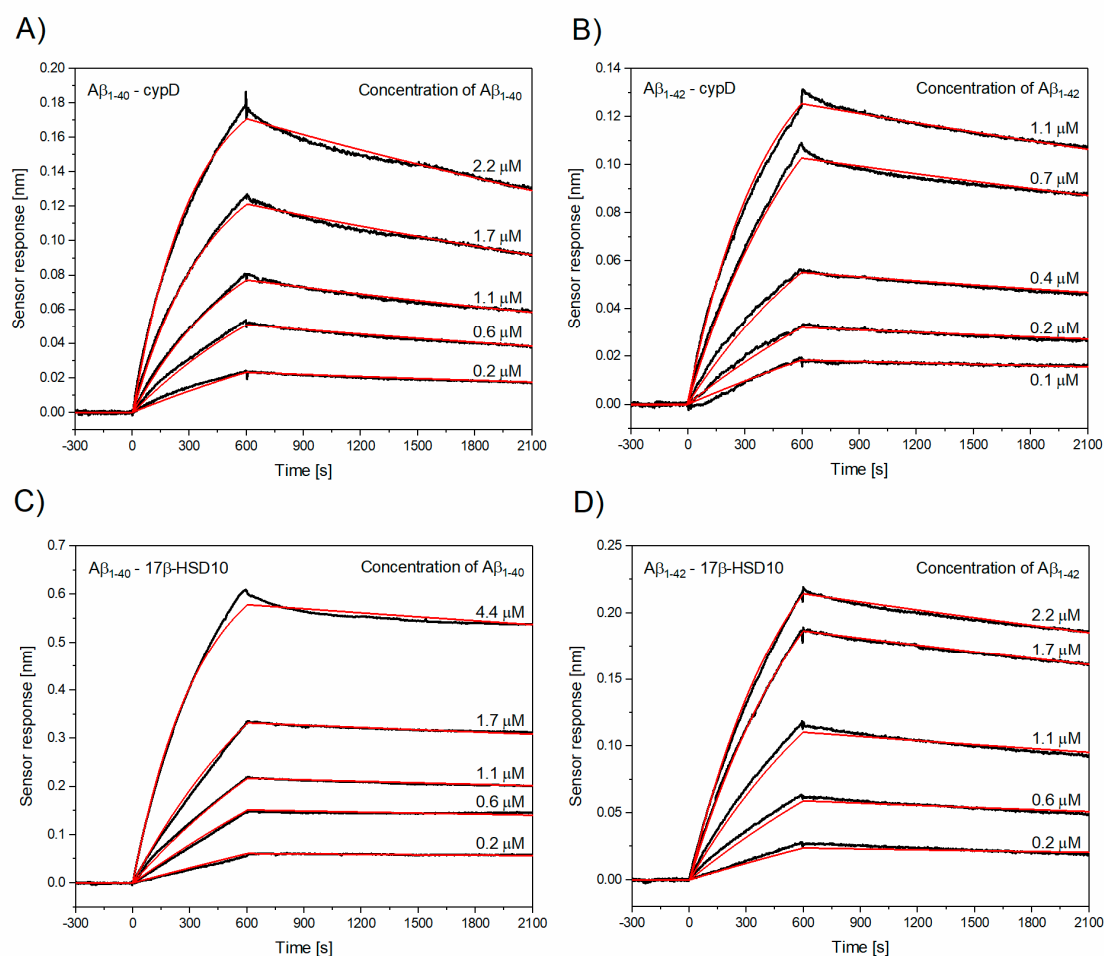 A)
Aβ1-40 - cypD Concentration of Aβ1-40
Sensor response [nm]
0.20
0.18
0.16
0.14
0.12
0.10
0.08
0.06
0.04
0.02
0.00
2.2 μM
1.7 μM
1.1 μM
0.6 μM
0.2 μM
-300 0 300 600 900 1200 1500 1800 2100
Time [s]
B)
Aβ1-42 - cypD Concentration of Aβ1-42
Sensor response [nm]
0.14
0.12
0.10
0.08
0.06
0.04
0.02
0.00
1.1 μM
0.7 μM
0.4 μM
0.2 μM
0.1 μM
-300 0 300 600 900 1200 1500 1800 2100
Time [s]
C)
Aβ1-40 - 17β-HSD10 Concentration of Aβ1-40
Sensor response [nm]
0.7
0.6
0.5
0.4
0.3
0.2
0.1
0.0
4.4 μM
1.7 μM
1.1 μM
0.6 μM
0.2 μM
-300 0 300 600 900 1200 1500 1800 2100
Time [s]
D)
Aβ1-42 - 17β-HSD10 Concentration of Aβ1-42
Sensor response [nm]
0.25
0.20
0.15
0.10
0.05
0.00
2.2 μM
1.7 μM
1.1 μM
0.6 μM
0.2 μM
-300 0 300 600 900 1200 1500 1800 2100
Time [s]